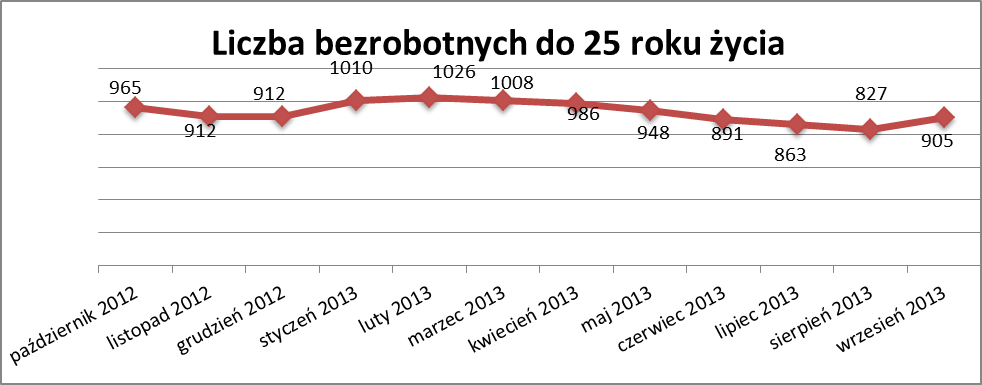 Liczba bezrobotnych do 25 roku życia
965
912
912
1010
1026
1008
986
948
891
863
827
905
październik 2012
listopad 2012
grudzień 2012
styczeń 2013
luty 2013
marzec 2013
kwiecień 2013
maj 2013
czerwiec 2013
lipiec 2013
sierpień 2013
wrzesień 2013